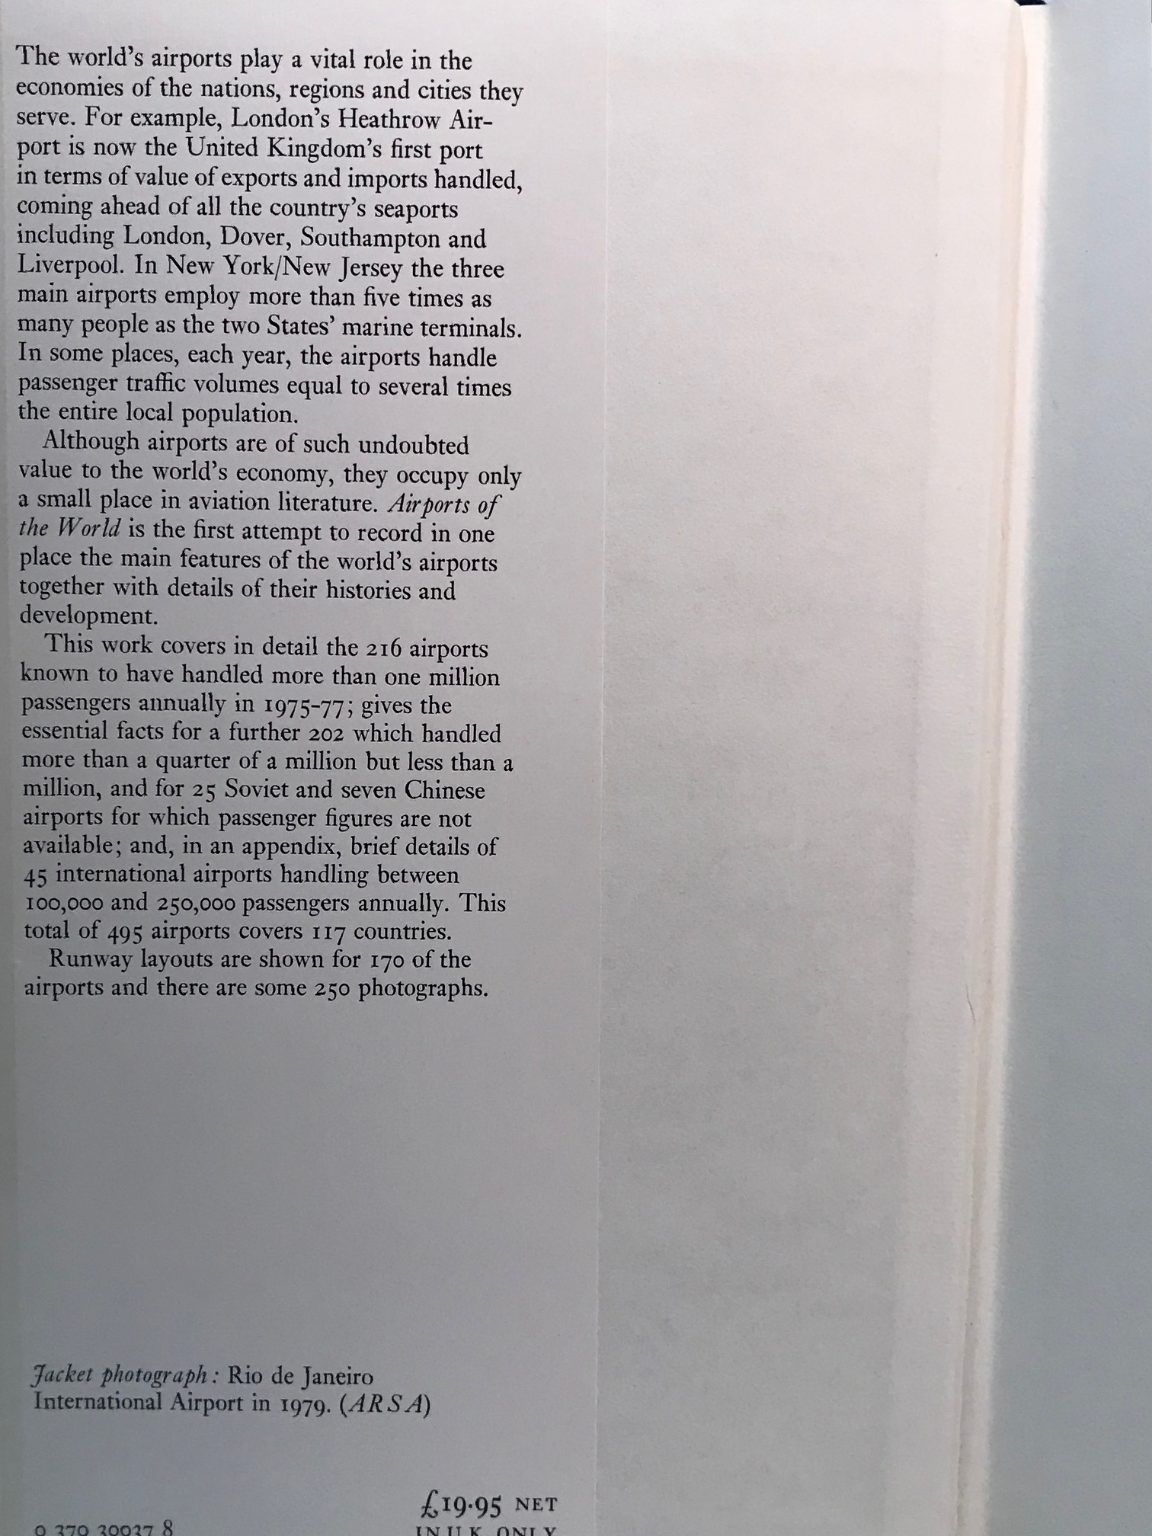 The world's airports play a vital role in the
economies of the nations, regions and cities they
serve. For example, London's Heathrow Air-
port is now the United Kingdom's first port
in terms of value of exports and imports handled,
coming ahead of all the country's seaports
including London, Dover, Southampton and
Liverpool. In New York/New Jersey the three
main airports employ more than five times as
many people as the two States' marine terminals.
In some places, each year, the airports handle
passenger traffic volumes equal to several times
the entire local population.
Although airports are of such undoubted
value to the world's economy, they occupy only
a small place in aviation literature. Airports of
the World is the first attempt to record in one
place the main features of the world's airports
together with details of their histories and
development.
This work covers in detail the 216 airports
known to have handled more than one million
passengers annually in 1975-77; gives the
essential facts for a further 202 which handled
more than a quarter of a million but less than a
million, and for 25 Soviet and seven Chinese
airports for which passenger figures are not
available; and, in an appendix, brief details of
45 international airports handling between
100,000 and 250,000 passengers annually. This
total of 495 airports covers 117 countries.
Runway layouts are shown for 170 of the
airports and there are some 250 photographs.
Jacket photograph: Rio de Janeiro
International Airport in 1979. (ARSA)
£19·95 NET
IN U.K. ONLY
0 370 30037 8